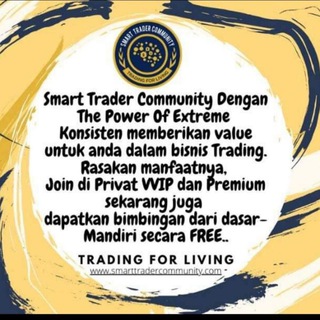 SMART TRADER COMMUNITY
TRADING FOR LIVING
Smart Trader Community Dengan
The Power Of Extreme
Konsisten memberikan value
untuk anda dalam bisnis Trading.
Rasakan manfaatnya,
Join di Privat VVIP dan Premium
sekarang juga
dapatkan bimbingan dari dasar-
Mandiri secara FREE..
TRADING FOR LIVING
www.smarttradercommunity.com